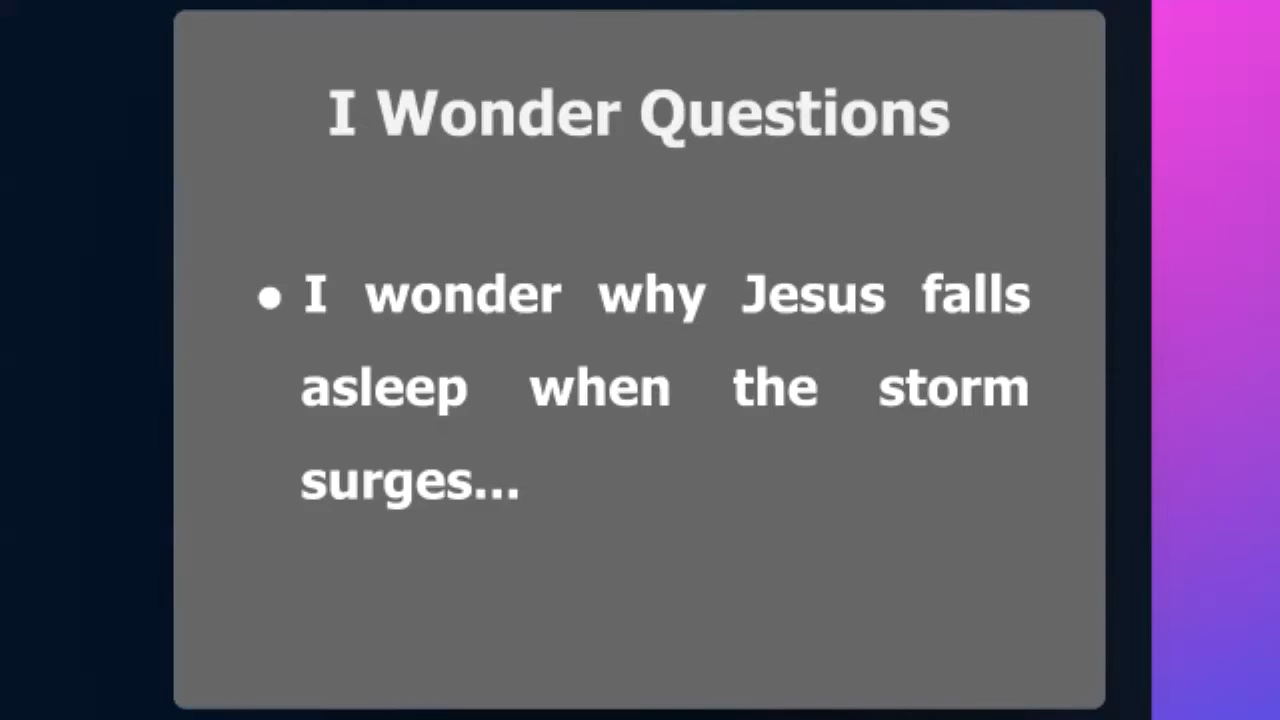 I Wonder Questions
• I wonder why Jesus falls
asleep when the storm
surges...